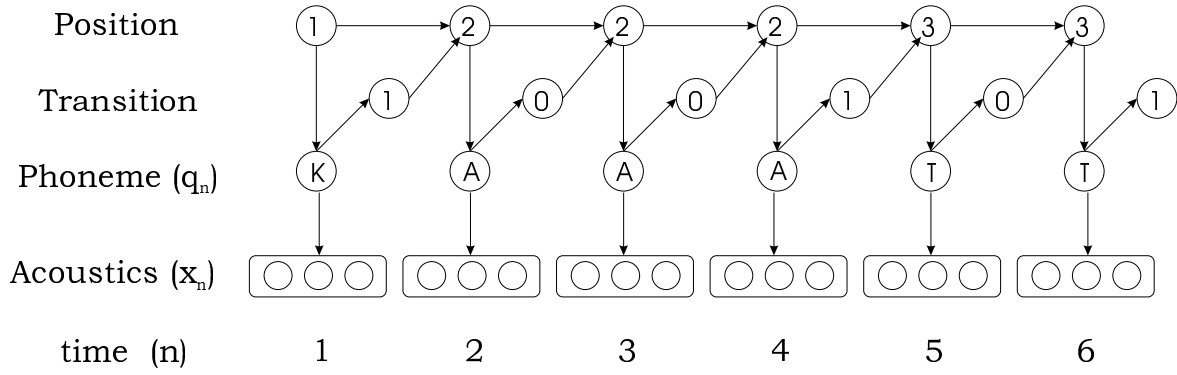 Position 1 2 2 2 3 3
Transition 1 0 0 1 0 1
Phoneme (qn) K A A A T T
Acoustics (xn)
time (n) 1 2 3 4 5 6